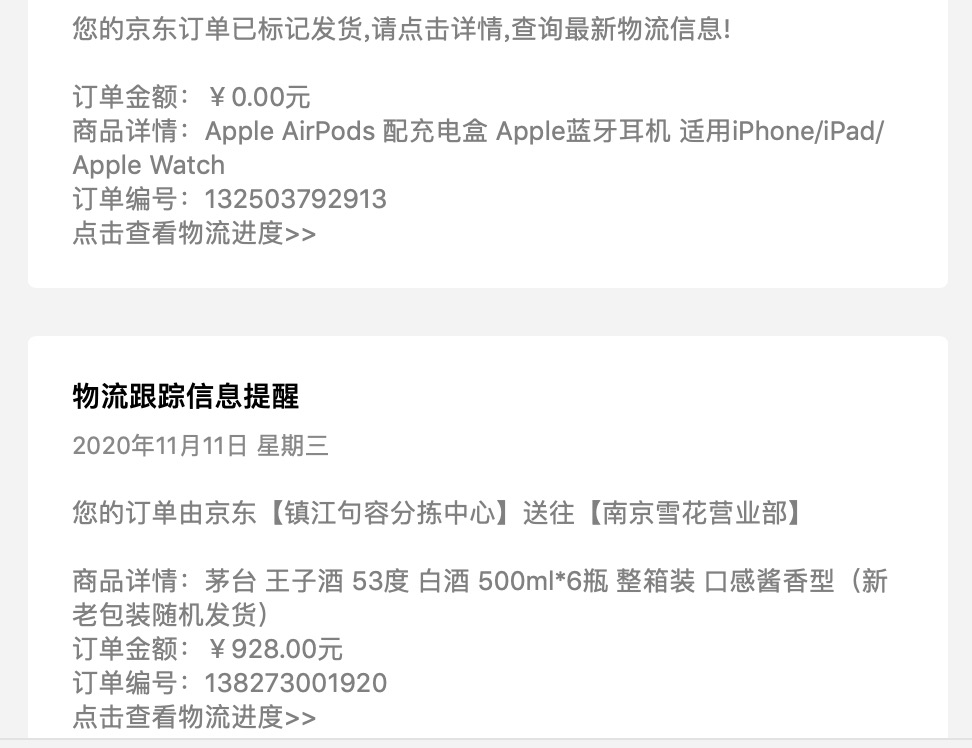 您的京东订单已标记发货,请点击详情,查询最新物流信息!
订单金额：￥0.00元
商品详情：Apple AirPods 配充电盒 Apple蓝牙耳机 适用iPhone/iPad/
Apple Watch
订单编号：132503792913
点击查看物流进度>>
物流跟踪信息提醒
2020年11月11日 星期三
您的订单由京东【镇江句容分拣中心】送往【南京雪花营业部】
商品详情：茅台 王子酒 53度 白酒 500ml*6瓶 整箱装 口感酱香型（新
老包装随机发货）
订单金额：￥928.00元
订单编号：138273001920
点击查看物流进度>>